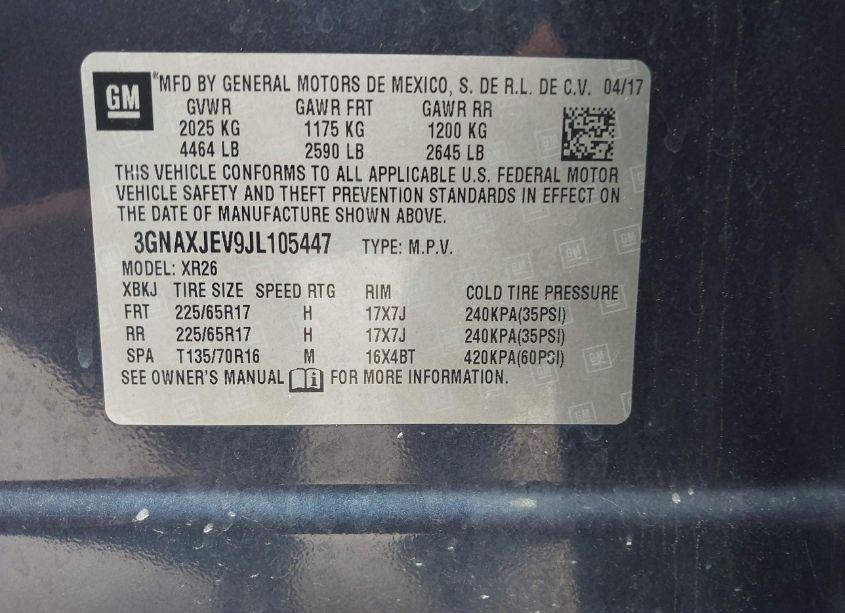 GM
®MFD BY GENERAL MOTORS DE MEXICO, S. DE R.L. DE C.V. 04/17
GVWR GAWR FRT GAWR RR
2025 KG 1175 KG 1200 KG
4464 LB 2590 LB 2645 LB
THIS VEHICLE CONFORMS TO ALL APPLICABLE U.S. FEDERAL MOTOR
VEHICLE SAFETY AND THEFT PREVENTION STANDARDS IN EFFECT ON
THE DATE OF MANUFACTURE SHOWN ABOVE.
3GNAXJEV9JL105447 TYPE: M.P.V.
MODEL: XR26
XBKJ TIRE SIZE SPEED RTG RIM COLD TIRE PRESSURE
FRT 225/65R17 H 17X7J 240KPA(35PSI)
RR 225/65R17 H 17X7J 240KPA(35PSI)
SPA T135/70R16 M 16X4BT 420KPA(60PSI)
SEE OWNER'S MANUAL i FOR MORE INFORMATION.